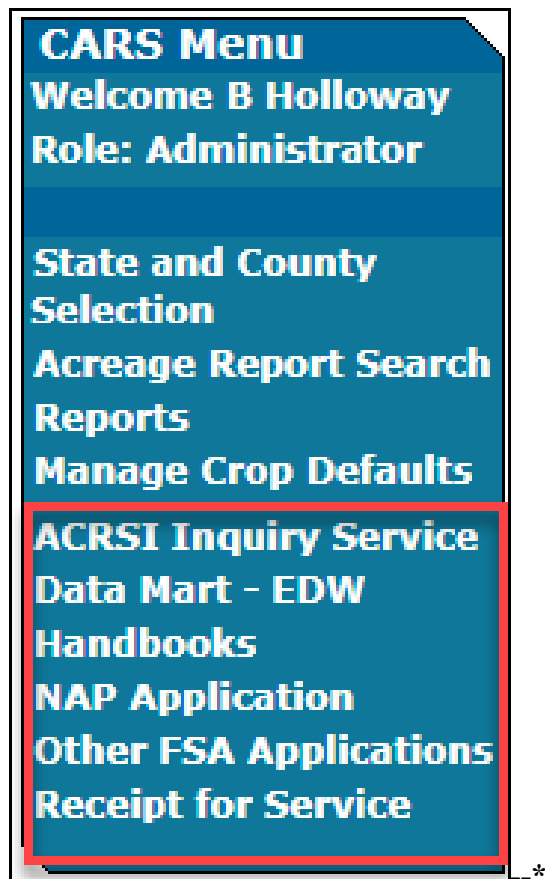 CARS Menu
Welcome B Holloway
Role: Administrator
State and County
Selection
Acreage Report Search
Reports
Manage Crop Defaults
ACRSI Inquiry Service
Data Mart - EDW
Handbooks
NAP Application
Other FSA Applications
Receipt for Service
--*